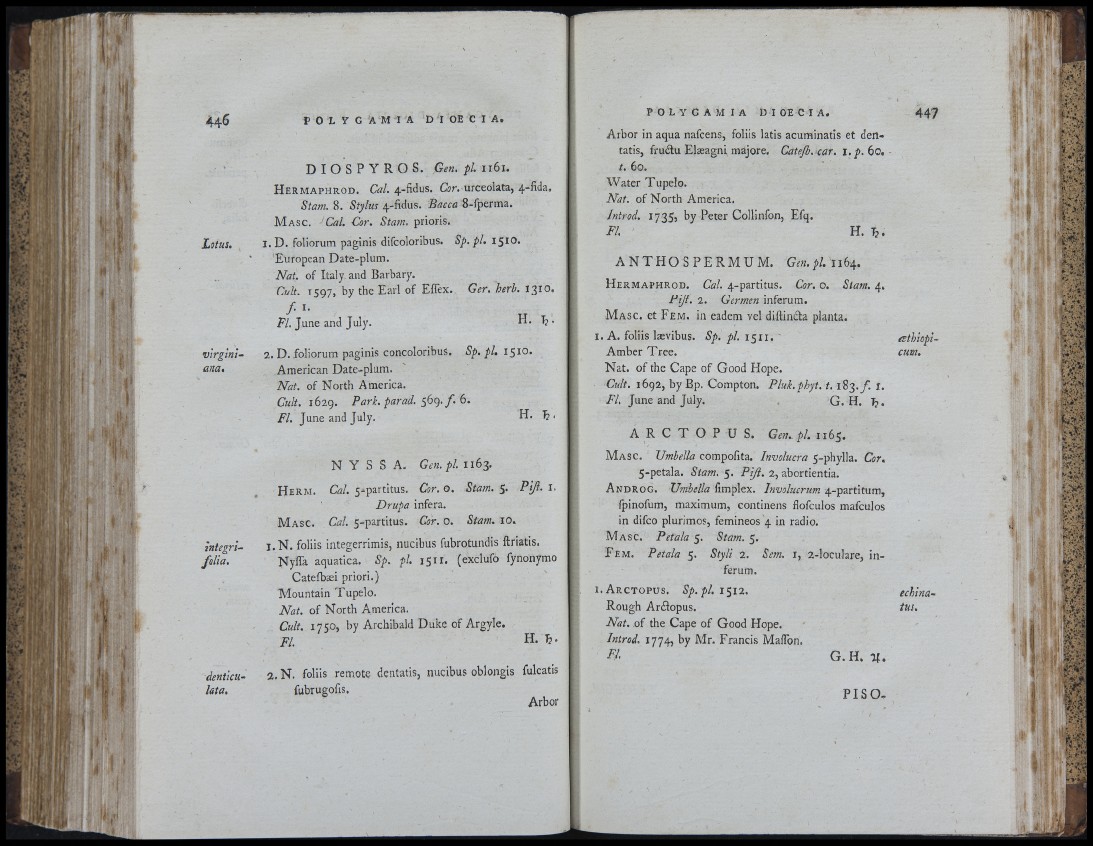 446 POLYGAMIA DIOECIA.
DIOSPYROS. Gen. pl. 1161.
HERMAPHROD. Cal. 4-fidus. Cor. urceolata, 4-fida.
Stam. 8. Stylus 4-fidus. Bacca 8-ſperma.
MASC. Cal. Cor. Stam. prioris.
Lotus. 1. D. foliorum paginis diſcoloribus. Sp. pl. 1510.
European Date-plum.
Nat. of Italy and Barbary.
Cult. 1597, by the Earl of Eſſex. Ger. herb. 1310.
f. 1.
Fl. June and July. H. ♄.
virgini- 2. D. foliorum paginis concoloribus. Sp. pl. 1510.
ana. American Date-plum.
Nat. of North America.
Cult. 1629. Park. parad. 569. f. 6.
Fl. June and July. H. ♄.
NYSSA. Gen. pl. 1163.
HERM. Cal. 5-partitus. Cor. 0. Stam. 5. Piſt. 1.
Drupa infera.
MASC. Cal. 5-partitus. Cor. 0. Stam. 10.
integri- 1. N. foliis integerrimis, nucibus ſubrotundis ſtriatis.
folia. Nyſſa aquatica. Sp. pl. 1511. (excluſo ſynonymo
Cateſbæi priori.)
Mountain Tupelo.
Nat. of North America.
Cult. 1750, by Archibald Duke of Argyle.
Fl. H. ♄.
denticu- 2. N. foliis remote dentatis, nucibus oblongis ſulcatis
lata. ſubrugoſis.
Arbor
POLYGAMIA DIOECIA. 447
Arbor in aqua naſcens, foliis latis acuminatis et den-
tatis, fructu Elæagni majore. Cateſb. car. 1. p. 60.
t. 60.
Water Tupelo.
Nat. of North America.
Introd. 1735, by Peter Collinſon, Eſq.
Fl. H. ♄.
ANTHOSPERMUM. Gen. pl. 1164.
HERMAPHROD. Cal. 4-partitus. Cor. 0. Stam. 4.
Piſt. 2. Germen inferum.
MASC. et FEM. in eadem vel diſtincta planta.
1. A. foliis lævibus. Sp. pl. 1511. æthiopi-
Amber Tree. cum.
Nat. of the Cape of Good Hope.
Cult. 1692, by Bp. Compton. Pluk. phyt. t. 183. f. 1.
Fl. June and July. G. H. ♄.
ARCTOPUS. Gen. pl. 1165.
MASC. Umbella compoſita. Involucra 5-phylla. Cor.
5-petala. Stam. 5. Piſt. 2, abortientia.
ANDROG. Umbella ſimplex. Involucrum 4-partitum,
ſpinoſum, maximum, continens floſculos maſculos
in diſco plurimos, femineos 4 in radio.
MASC. Petala 5. Stam. 5.
FEM. Petala 5. Styli 2. Sem. 1, 2-loculare, in-
ferum.
1. ARCTOPUS. Sp. pl. 1512. echina-
Rough Arctopus. tus.
Nat. of the Cape of Good Hope.
Introd. 1774, by Mr. Francis Maſſon.
Fl. G. H. ♃.
PISO-